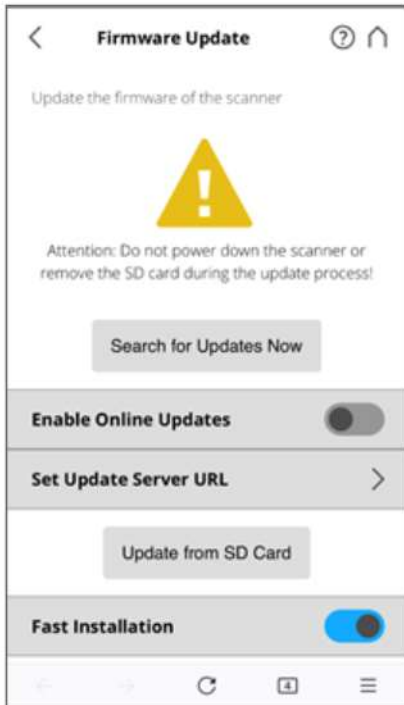 Firmware Update
Update the firmware of the scanner
Attention: Do not power down the scanner or
remove the SD card during the update process!
Search for Updates Now
Enable Online Updates
Set Update Server URL
Update from SD Card
Fast Installation
4